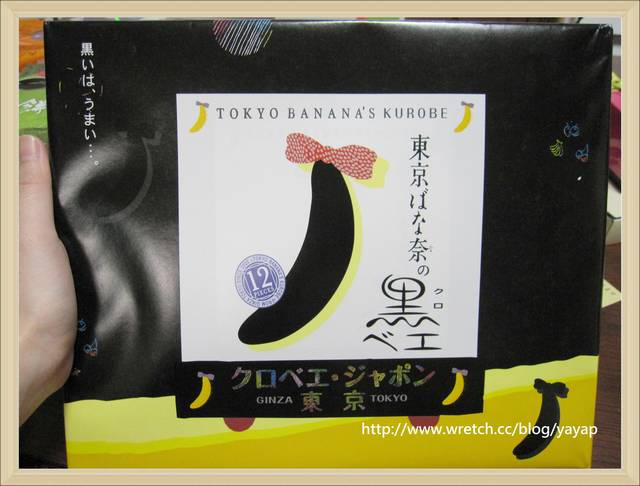 黒いは、うまい…。
TOKYO BANANA'S KUROBE
東京ばな奈の
黒ベエ
クロ
12
PIECES
クロベエ・ジャポン
GINZA 東京 TOKYO
http://www.wretch.cc/blog/yayap